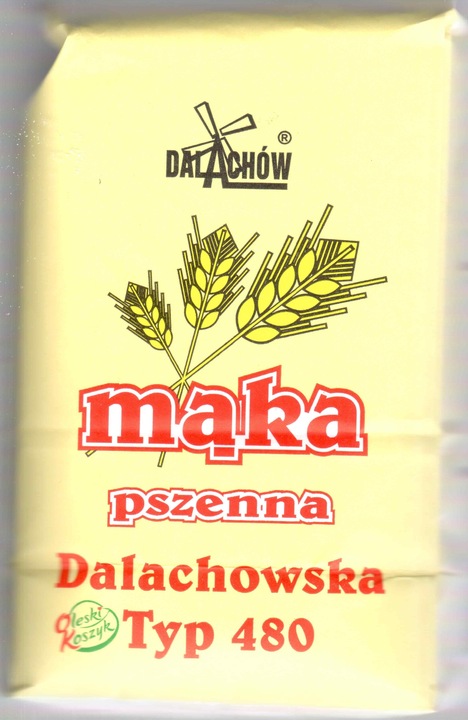 DALACHÓW ®
mąka
pszenna
Dalachowska
Oleski
Koszyk
Typ 480